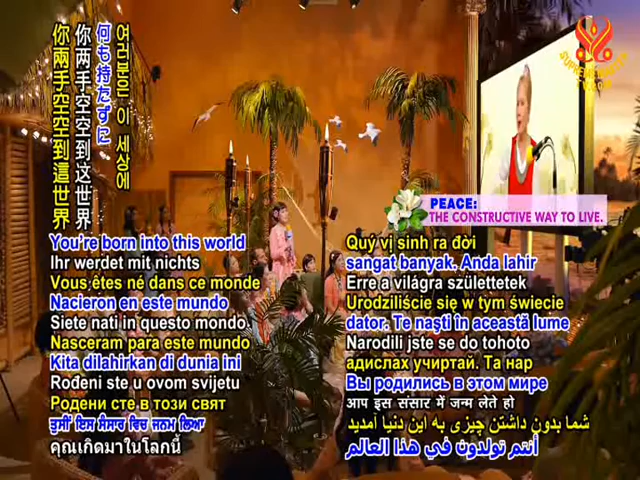 你兩手空空到這世界
你两手空空到这世界
何も持たずに
여러분은 이 세상에
SUPREME MASTER
TV.COM
PEACE:
THE CONSTRUCTIVE WAY TO LIVE.
You're born into this world
Ihr werdet mit nichts
Vous êtes né dans ce monde
Nacieron en este mundo
Siete nati in questo mondo
Nasceram para este mundo
Kita dilahirkan di dunia ini
Rođeni ste u ovom svijetu
Родени сте в този свят
ਤੁਸੀਂ ਇਸ ਸੰਸਾਰ ਵਿਚ ਜਨਮ ਲਿਆ
คุณเกิดมาในโลกนี้
Quý vị sinh ra đời
sangat banyak. Anda lahir
Erre a világra születtetek
Urodziliście się w tym świecie
dator. Te naşti în această lume
Narodili jste se do tohoto
адислах учиртай. Та нар
Вы родились в этом мире
आप इस संसार में जन्म लेते हो
شما بدون داشتن چیزی به این دنیا آمدید
أنتم تولدون في هذا العالم